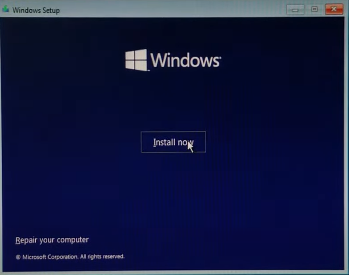 Windows Setup
Windows
Install now
Repair your computer
© Microsoft Corporation. All rights reserved.